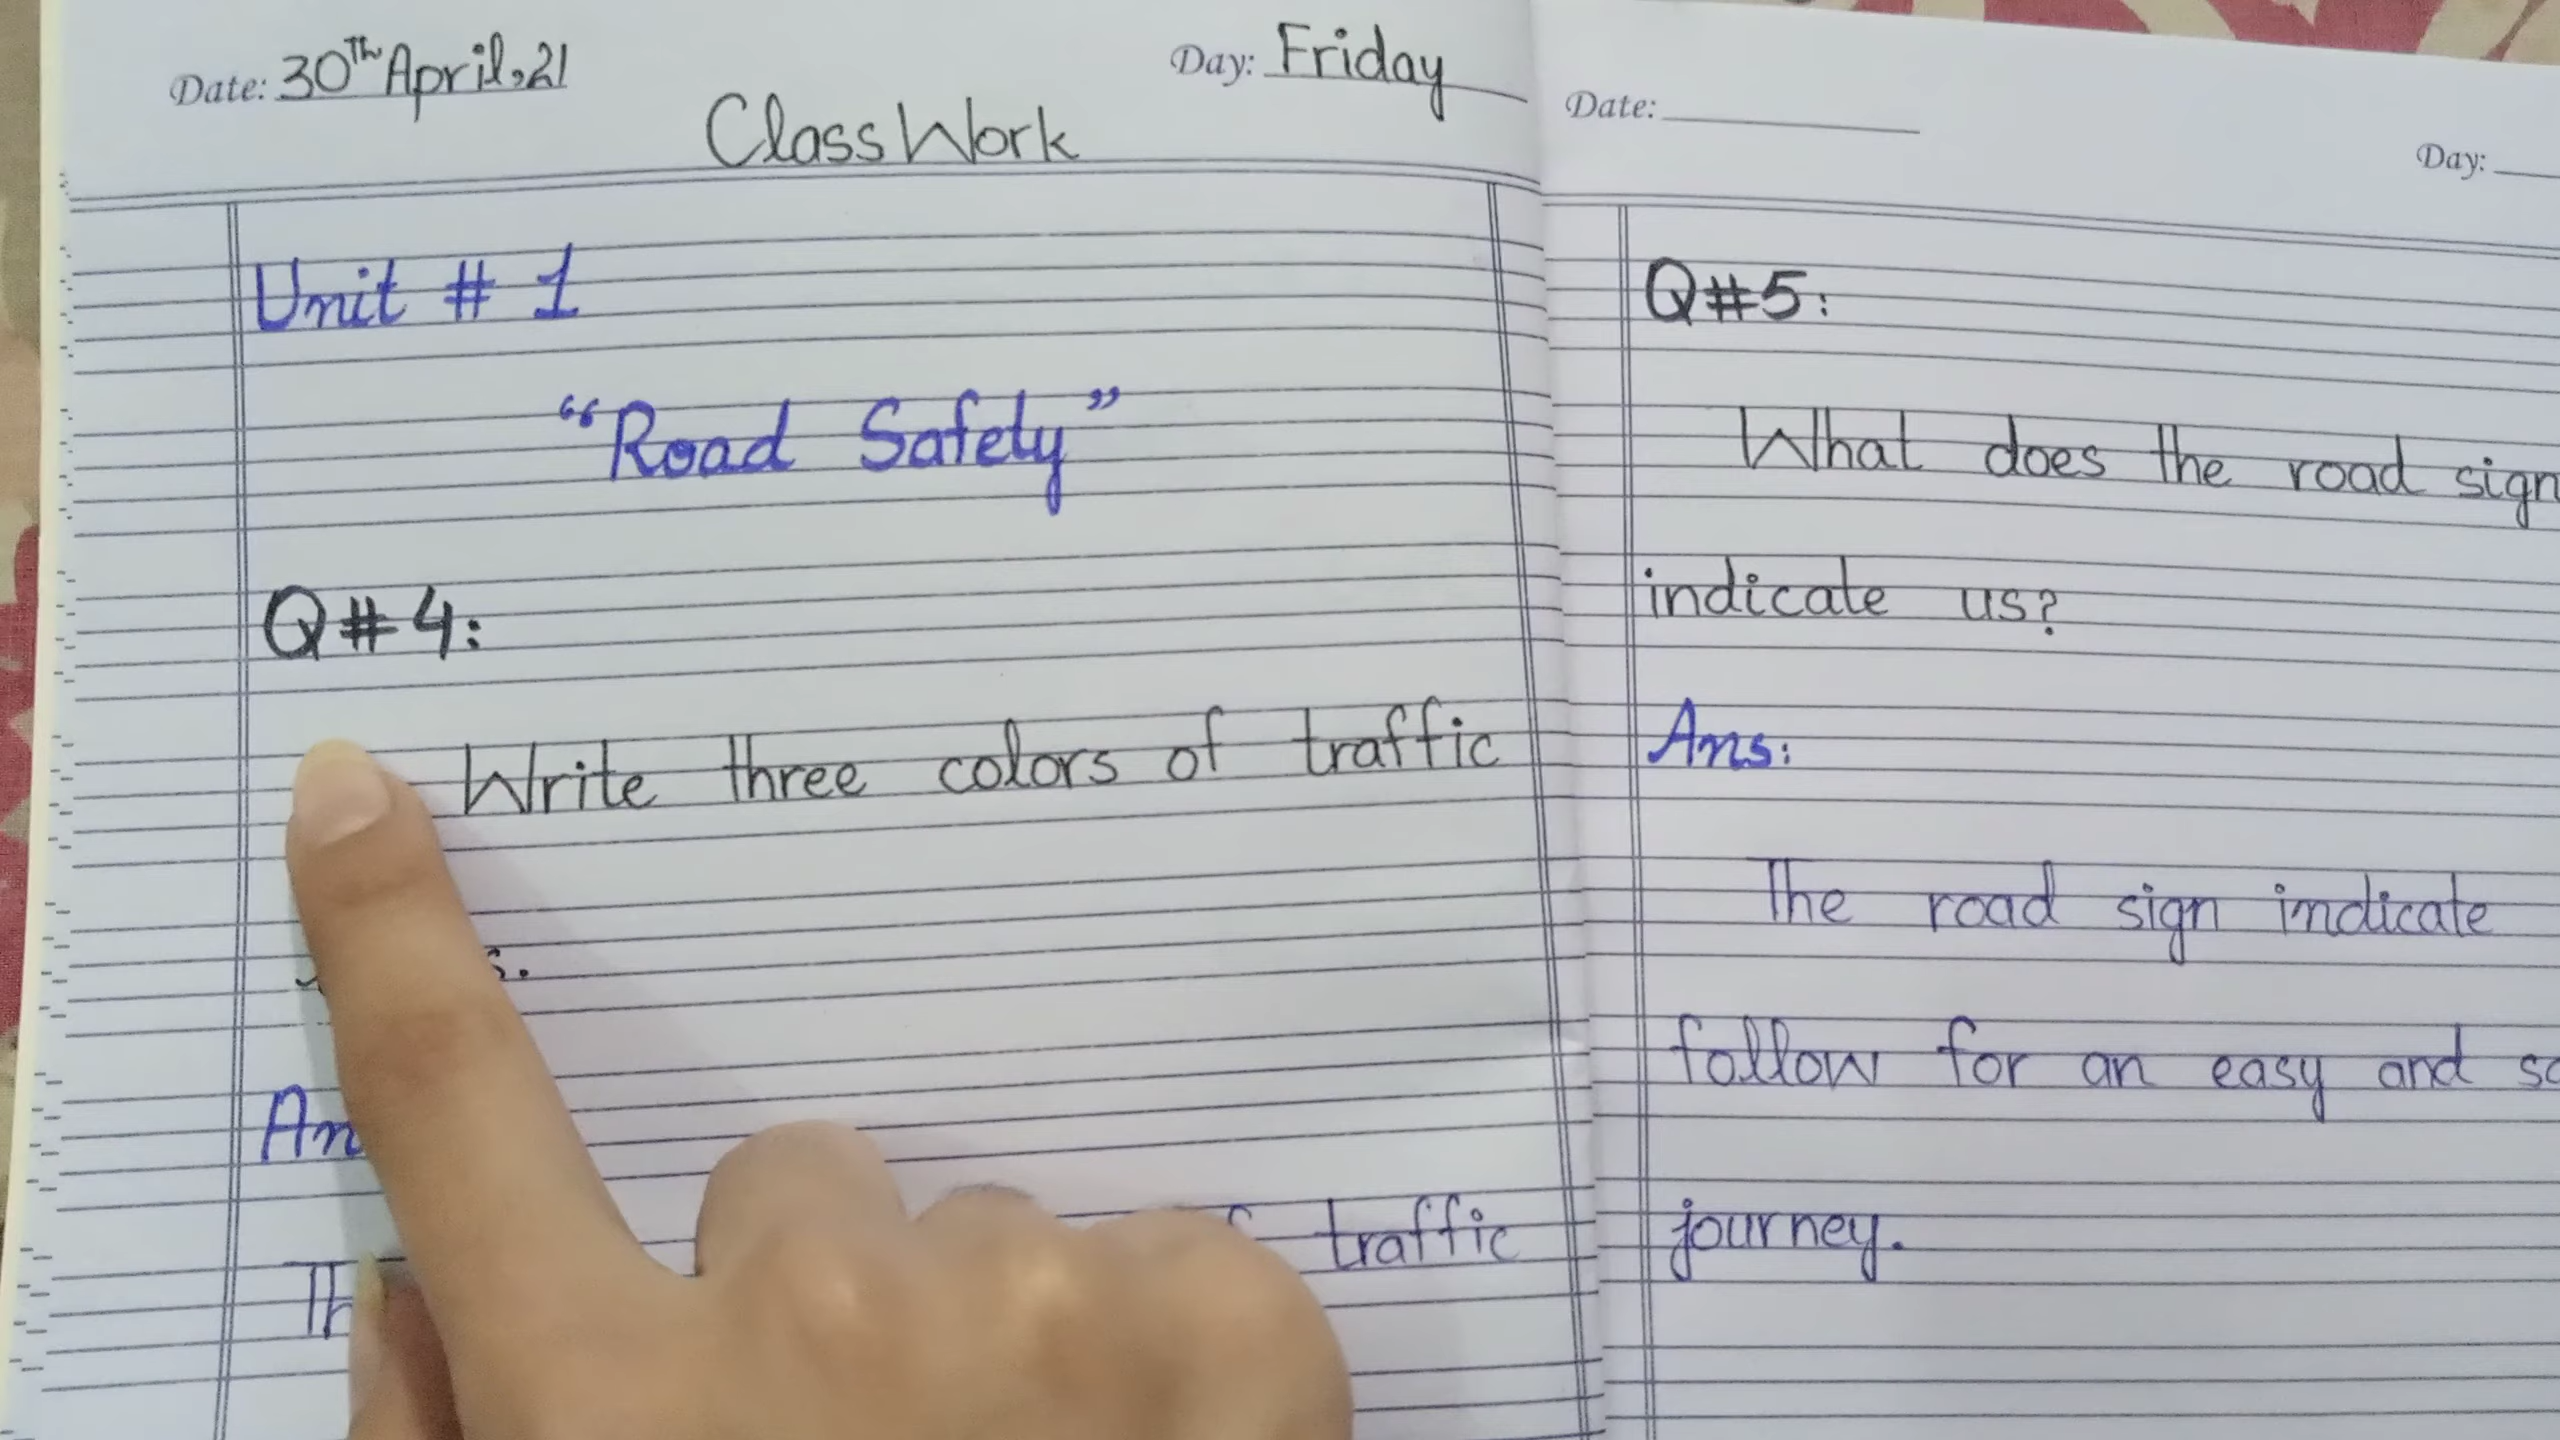 Date: 30Th April, 21
Day: Friday
Class Work
Unit # 1
"Road Safety"
Q#4:
Write three colors of traffic
s.
An
Th
traffic
Date:
Day:
Q#5:
What does the road sign
indicate us?
Ans:
The road sign indicate
follow for an easy and
journey.